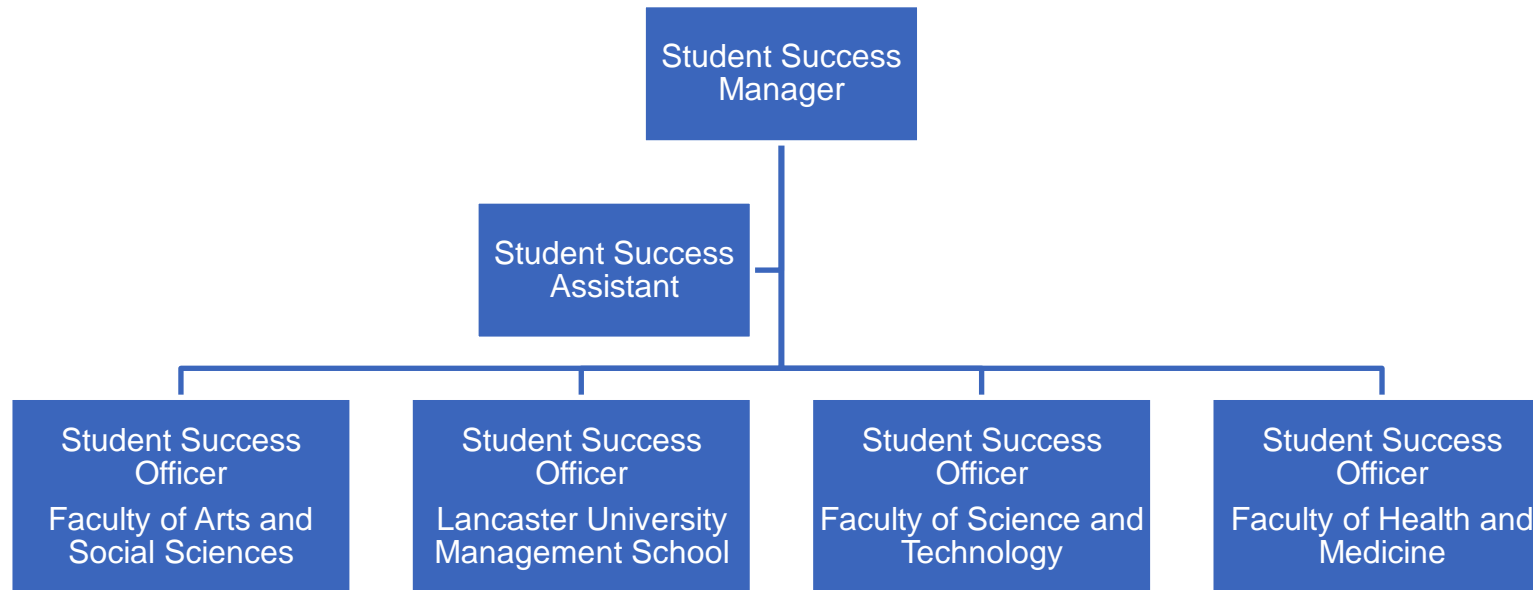 Student Success
Manager
Student Success
Assistant
Student Success
Officer
Faculty of Arts and
Social Sciences
Student Success
Officer
Lancaster University
Management School
Student Success
Officer
Faculty of Science and
Technology
Student Success
Officer
Faculty of Health and
Medicine